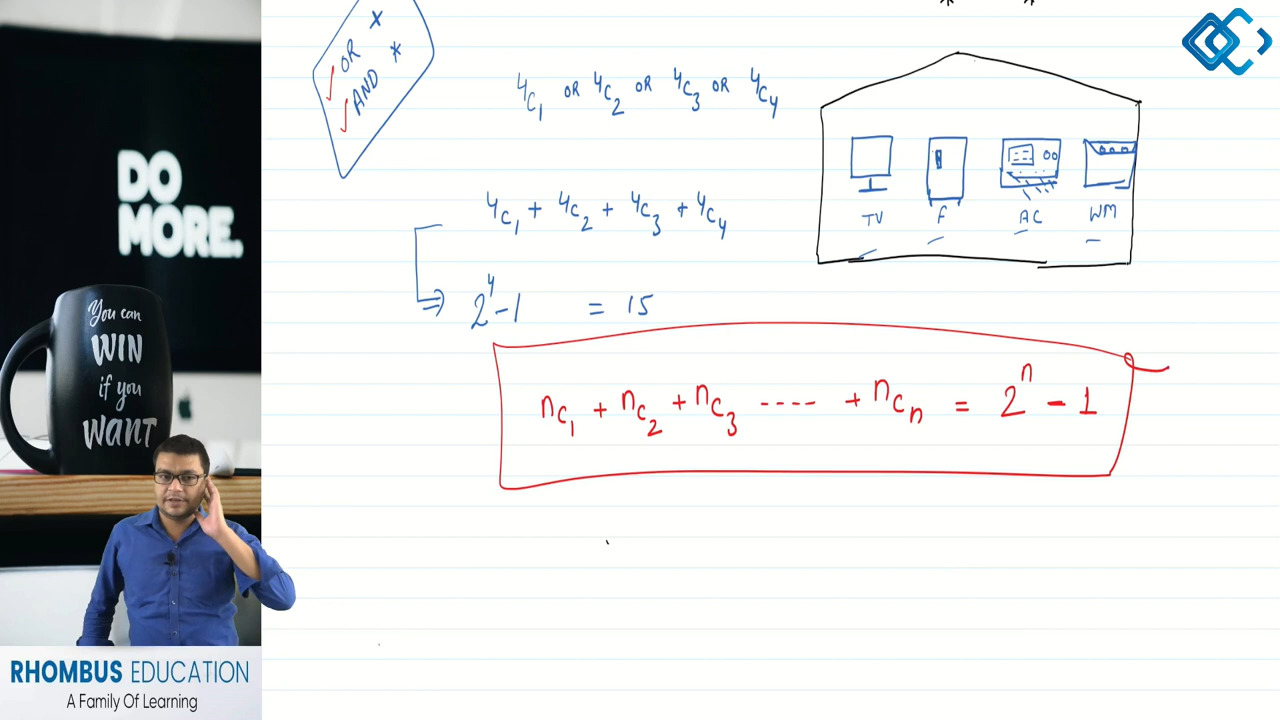 OR *
AND *
4C1 OR 4C2 OR 4C3 OR 4C4
4C1 + 4C2 + 4C3 + 4C4
⇒ 2^4 - 1 = 15
TV F AC WM
nC1 + nC2 + nC3 ---- + nCn = 2^n - 1
DO
MORE.
You can
WIN
if you
WANT
RHOMBUS EDUCATION
A Family Of Learning